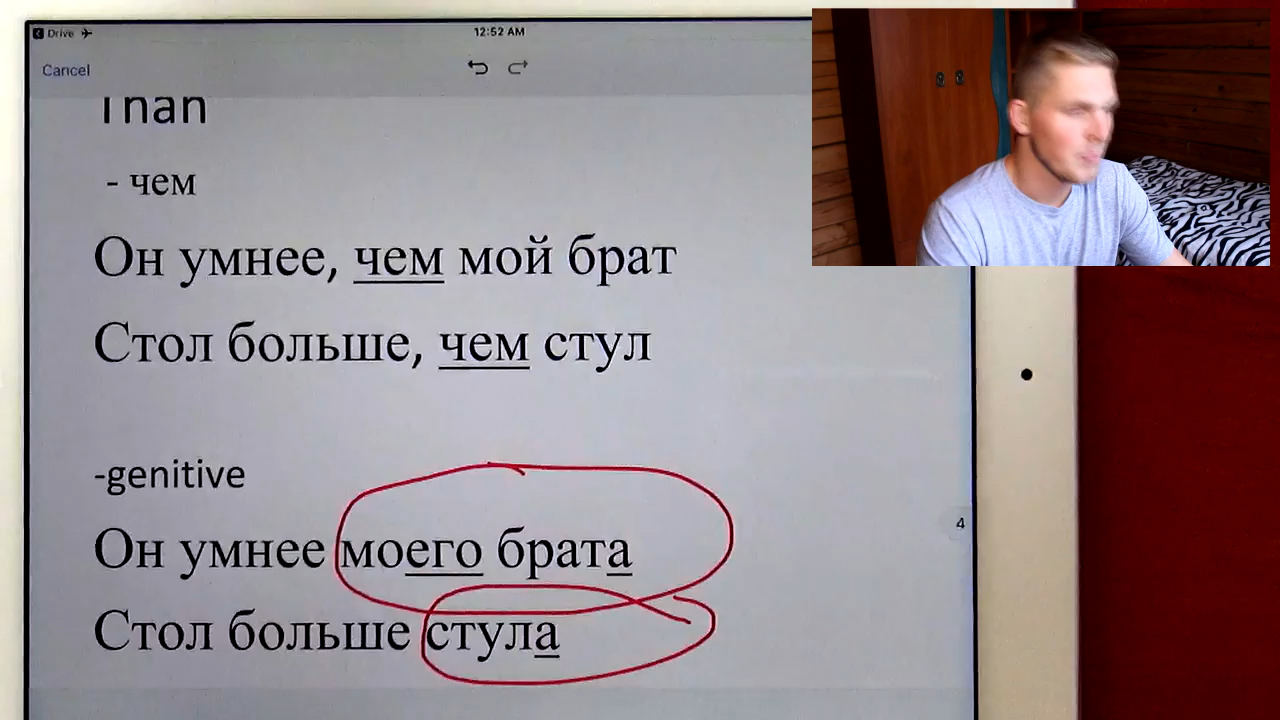 Drive
12:52 AM
Cancel
Than
- чем
Он умнее, чем мой брат
Стол больше, чем стул
-genitive
4
Он умнее моего брата
Стол больше стула